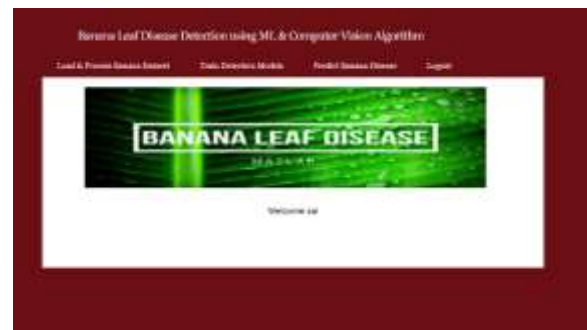 Banana Leaf Disease Detection using ML & Computer Vision Algorithm
Load & Process Banana Dataset Train Detection Models Predict Banana Disease Logout
BANANA LEAF DISEASE
MATLAB
Welcome